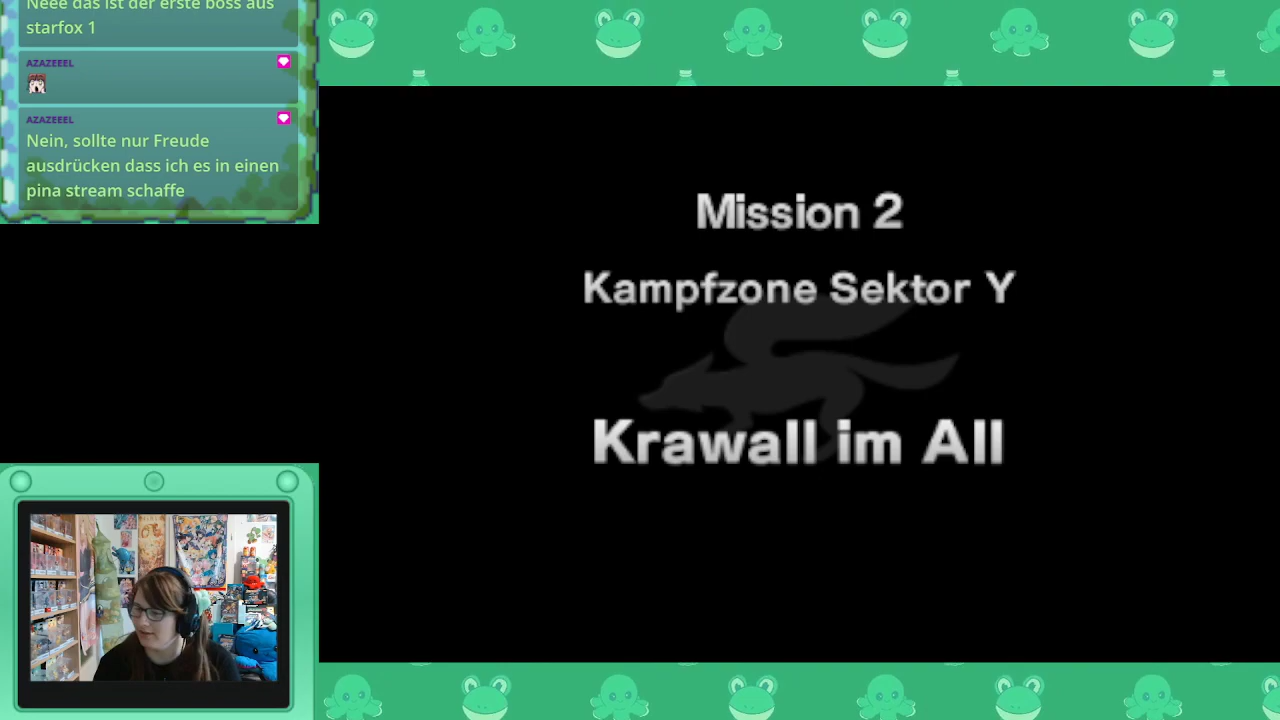 Neee das ist der erste boss aus
starfox 1
AZAZEEEL
AZAZEEEL
Nein, sollte nur Freude
ausdrücken dass ich es in einen
pina stream schaffe
Mission 2
Kampfzone Sektor Y
Krawall im All